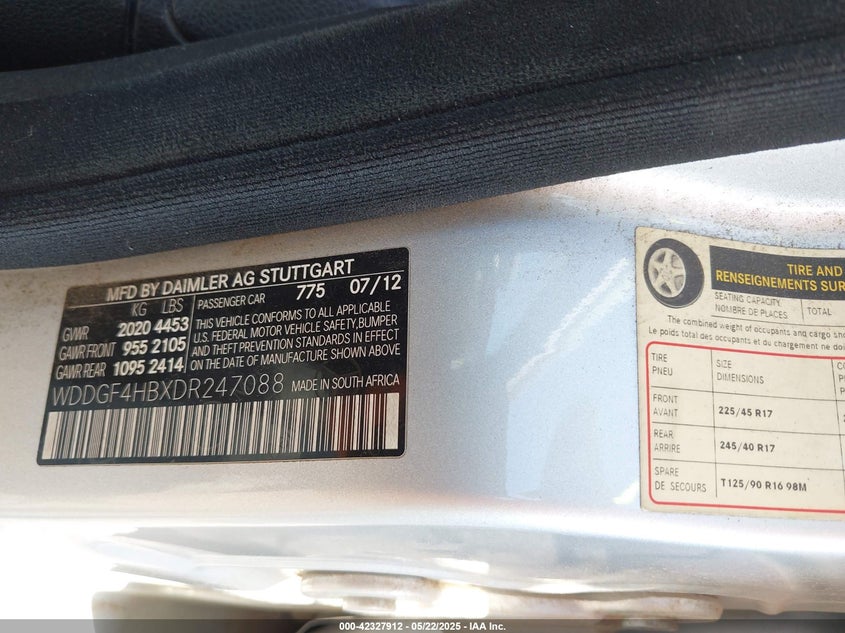 MFD BY DAIMLER AG STUTTGART
KG LBS PASSENGER CAR 775 07/12
GVWR 2020 4453
GAWR FRONT 955 2105
GAWR REAR 1095 2414
THIS VEHICLE CONFORMS TO ALL APPLICABLE
U.S. FEDERAL MOTOR VEHICLE SAFETY,BUMPER
AND THEFT PREVENTION STANDARDS IN EFFECT
ON THE DATE OF MANUFACTURE SHOWN ABOVE.
WDDGF4HBXDR247088 MADE IN SOUTH AFRICA
TIRE AND
RENSEIGNEMENTS SUR
SEATING CAPACITY TOTAL
NOMBRE DE PLACES
The combined weight of occupants and cargo shou
Le poids total des occupants et du chargement ne doi
TIRE SIZE
PNEU DIMENSIONS
FRONT
AVANT 225/45 R17
REAR
ARRIERE 245/40 R17
SPARE
DE SECOURS T125/90 R16 98M
000-42327912 - 05/22/2025 - IAA Inc.